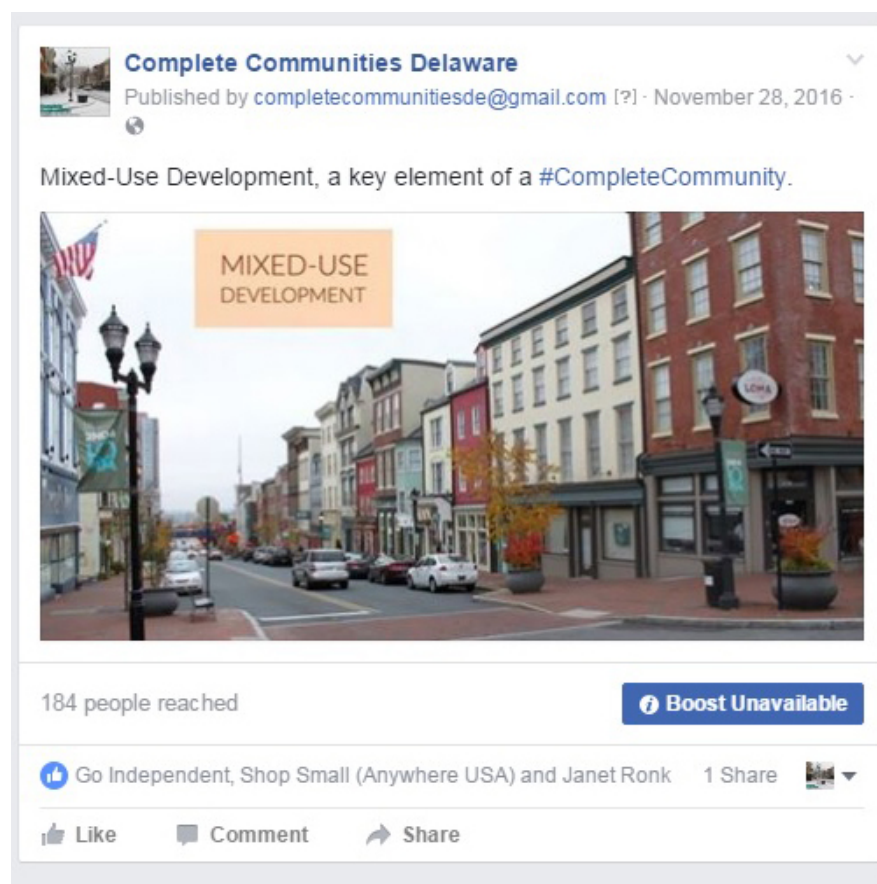 Complete Communities Delaware
Published by completecommunitiesde@gmail.com [?] · November 28, 2016 ·
Mixed-Use Development, a key element of a #CompleteCommunity.
MIXED-USE
DEVELOPMENT
LOMA
184 people reached
i Boost Unavailable
Go Independent, Shop Small (Anywhere USA) and Janet Ronk 1 Share
Like Comment Share